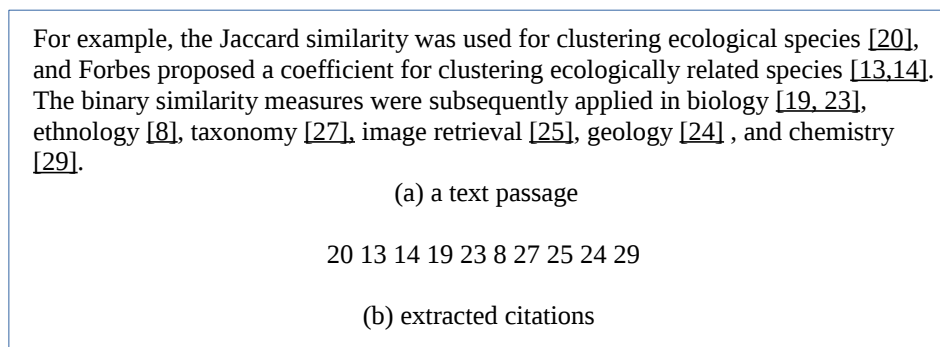 For example, the Jaccard similarity was used for clustering ecological species [20],
and Forbes proposed a coefficient for clustering ecologically related species [13,14].
The binary similarity measures were subsequently applied in biology [19, 23],
ethnology [8], taxonomy [27], image retrieval [25], geology [24] , and chemistry
[29].
(a) a text passage
20 13 14 19 23 8 27 25 24 29
(b) extracted citations